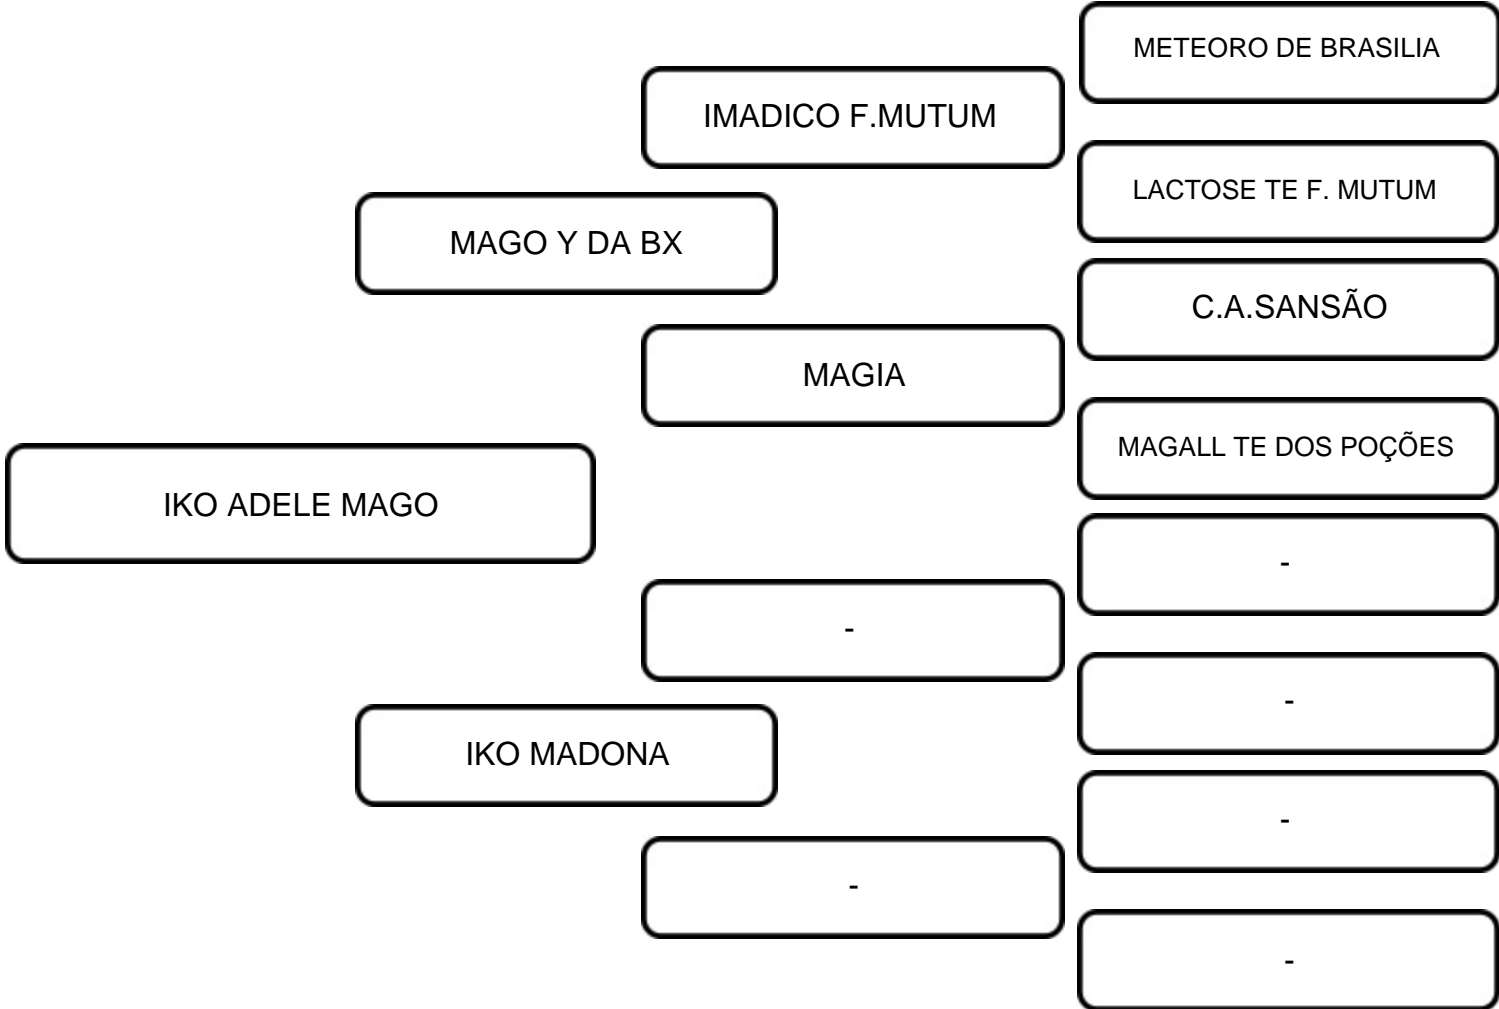 METEORO DE BRASILIA
IMADICO F.MUTUM
LACTOSE TE F. MUTUM
MAGO Y DA BX
C.A.SANSÃO
MAGIA
MAGALL TE DOS POÇÕES
IKO ADELE MAGO
-
-
-
IKO MADONA
-
-
-